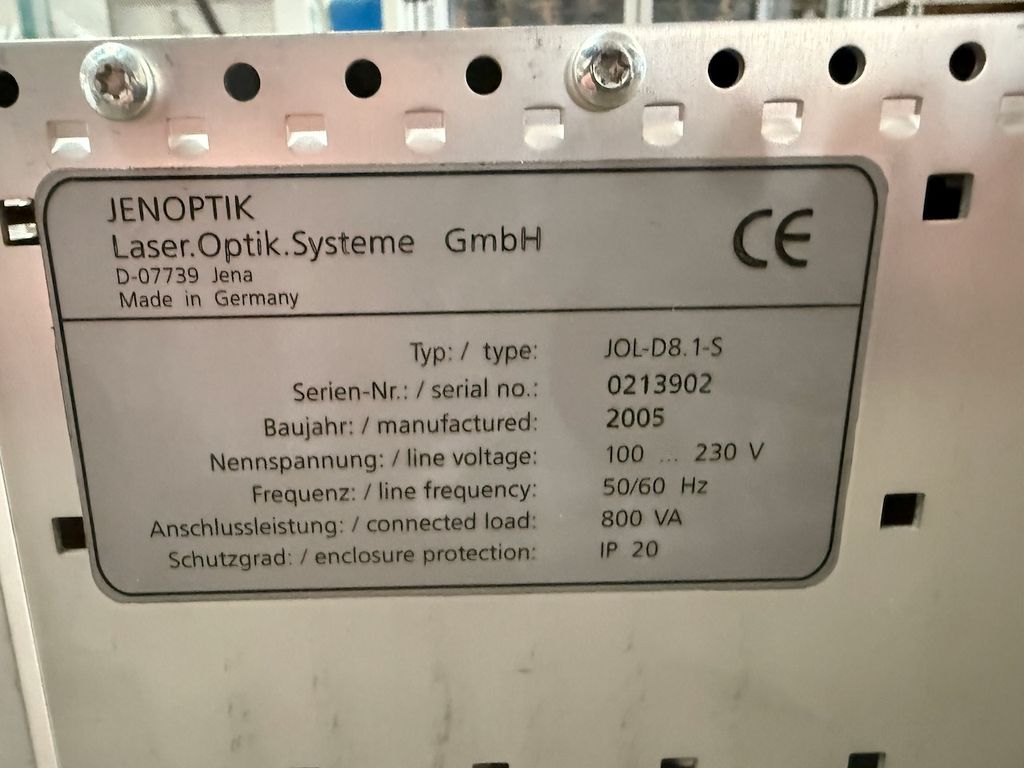 JENOPTIK
Laser.Optik.Systeme GmbH
D-07739 Jena
Made in Germany
CE
Typ: / type: JOL-D8.1-S
Serien-Nr.: / serial no.: 0213902
Baujahr: / manufactured: 2005
Nennspannung: / line voltage: 100 ... 230 V
Frequenz: / line frequency: 50/60 Hz
Anschlussleistung: / connected load: 800 VA
Schutzgrad: / enclosure protection: IP 20